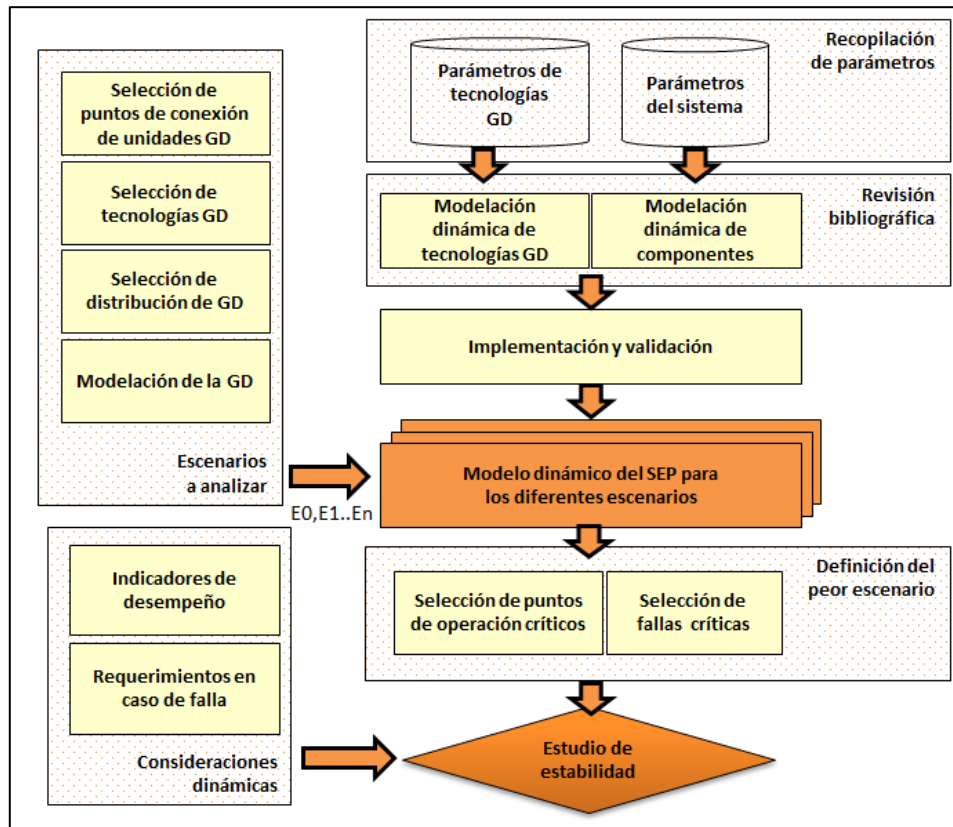 Selección de
puntos de conexión
de unidades GD
Selección de
tecnologías GD
Selección de
distribución de GD
Modelación de la GD
Escenarios
a analizar
Parámetros de
tecnologías
GD
Parámetros
del sistema
Recopilación
de parámetros
Modelación
dinámica de
tecnologías GD
Modelación
dinámica de
componentes
Revisión
bibliográfica
Implementación y validación
E0,E1..En
Modelo dinámico del SEP para
los diferentes escenarios
Indicadores de
desempeño
Requerimientos en
caso de falla
Consideraciones
dinámicas
Selección de puntos
de operación críticos
Selección de
fallas críticas
Definición del
peor escenario
Estudio de
estabilidad